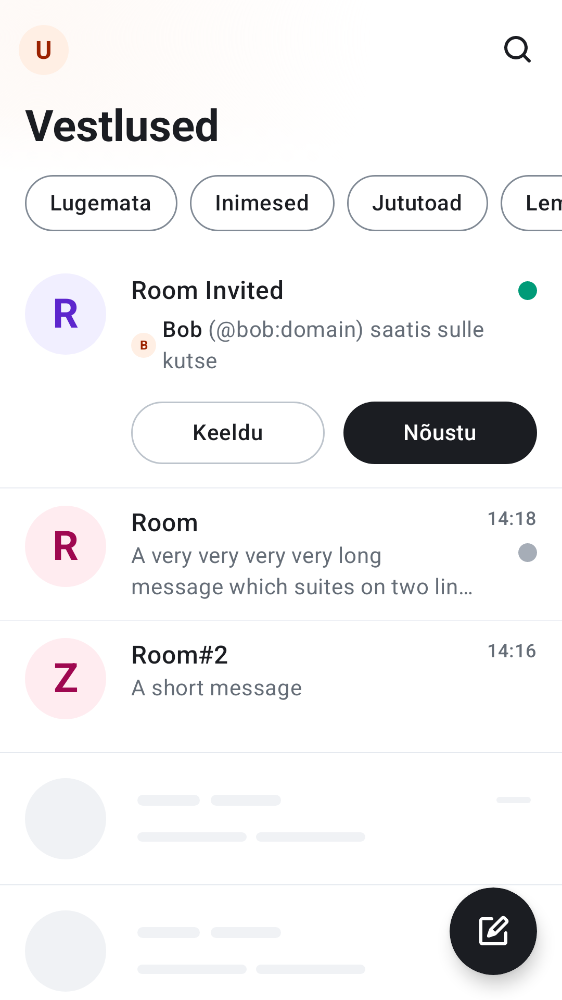 U
Vestlused
Lugemata
Inimesed
Jututoad
Lem
R
Room Invited
B
Bob (@bob:domain) saatis sulle
kutse
Keeldu
Nõustu
R
Room
14:18
A very very very very long
message which suites on two lin…
Z
Room#2
14:16
A short message